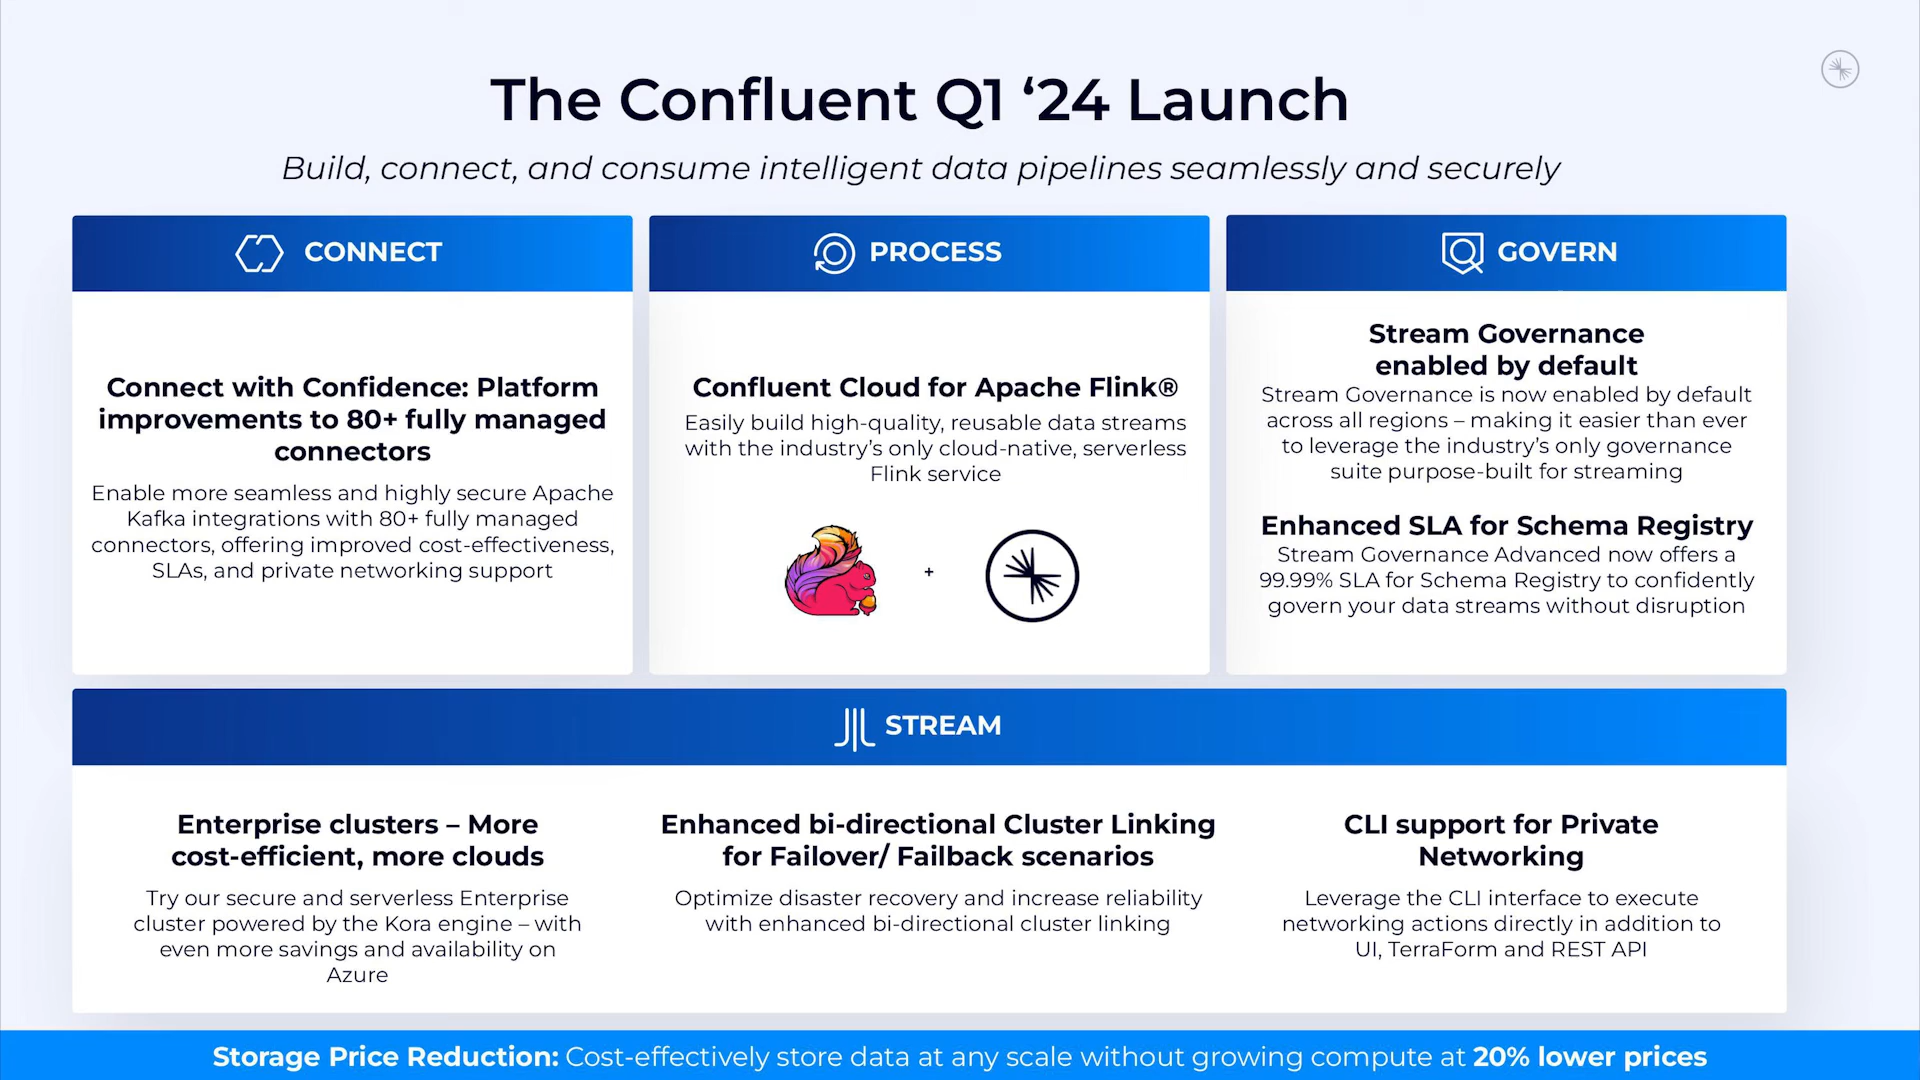 The Confluent Q1 ‘24 Launch
Build, connect, and consume intelligent data pipelines seamlessly and securely
CONNECT
Connect with Confidence: Platform
improvements to 80+ fully managed
connectors
Enable more seamless and highly secure Apache
Kafka integrations with 80+ fully managed
connectors, offering improved cost-effectiveness,
SLAs, and private networking support
PROCESS
Confluent Cloud for Apache Flink®
Easily build high-quality, reusable data streams
with the industry’s only cloud-native, serverless
Flink service
+
GOVERN
Stream Governance
enabled by default
Stream Governance is now enabled by default
across all regions – making it easier than ever
to leverage the industry’s only governance
suite purpose-built for streaming
Enhanced SLA for Schema Registry
Stream Governance Advanced now offers a
99.99% SLA for Schema Registry to confidently
govern your data streams without disruption
STREAM
Enterprise clusters – More
cost-efficient, more clouds
Try our secure and serverless Enterprise
cluster powered by the Kora engine – with
even more savings and availability on
Azure
Enhanced bi-directional Cluster Linking
for Failover/ Failback scenarios
Optimize disaster recovery and increase reliability
with enhanced bi-directional cluster linking
CLI support for Private
Networking
Leverage the CLI interface to execute
networking actions directly in addition to
UI, TerraForm and REST API
Storage Price Reduction: Cost-effectively store data at any scale without growing compute at 20% lower prices